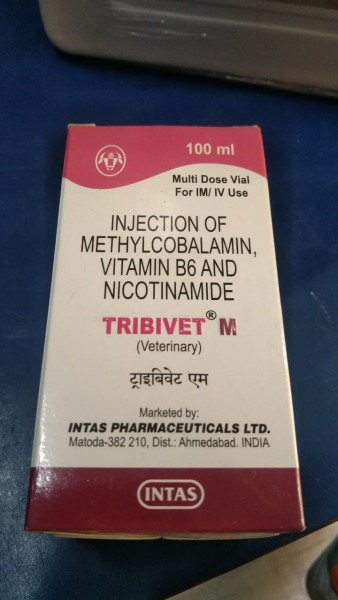 100 ml
Multi Dose Vial
For IM/ IV Use
INJECTION OF
METHYLCOBALAMIN,
VITAMIN B6 AND
NICOTINAMIDE
TRIBIVET® M
(Veterinary)
ट्राइबिवेट एम
Marketed by:
INTAS PHARMACEUTICALS LTD.
Matoda-382 210, Dist.: Ahmedabad. INDIA
INTAS